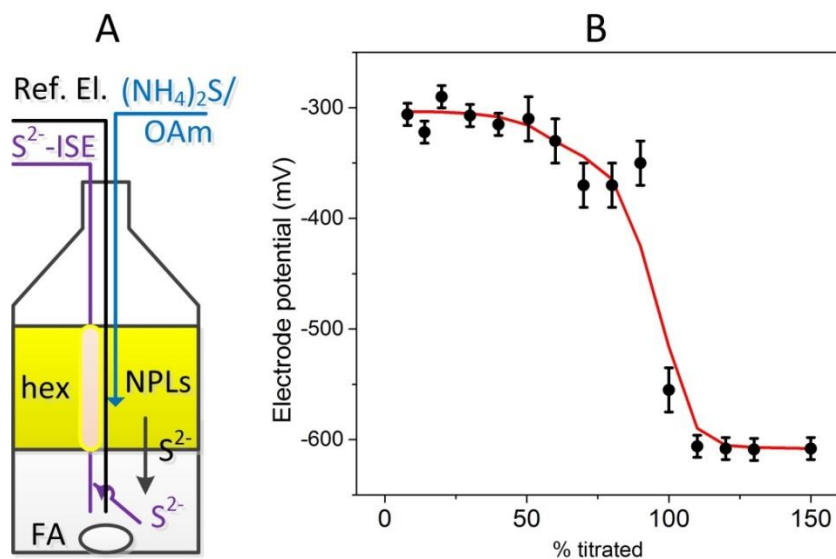 A
Ref. El.
(NH₄)₂S/
OAm
S²⁻-ISE
hex
NPLs
S²⁻
S²⁻
FA
B
Electrode potential (mV)
-300
-400
-500
-600
0
50
100
150
% titrated